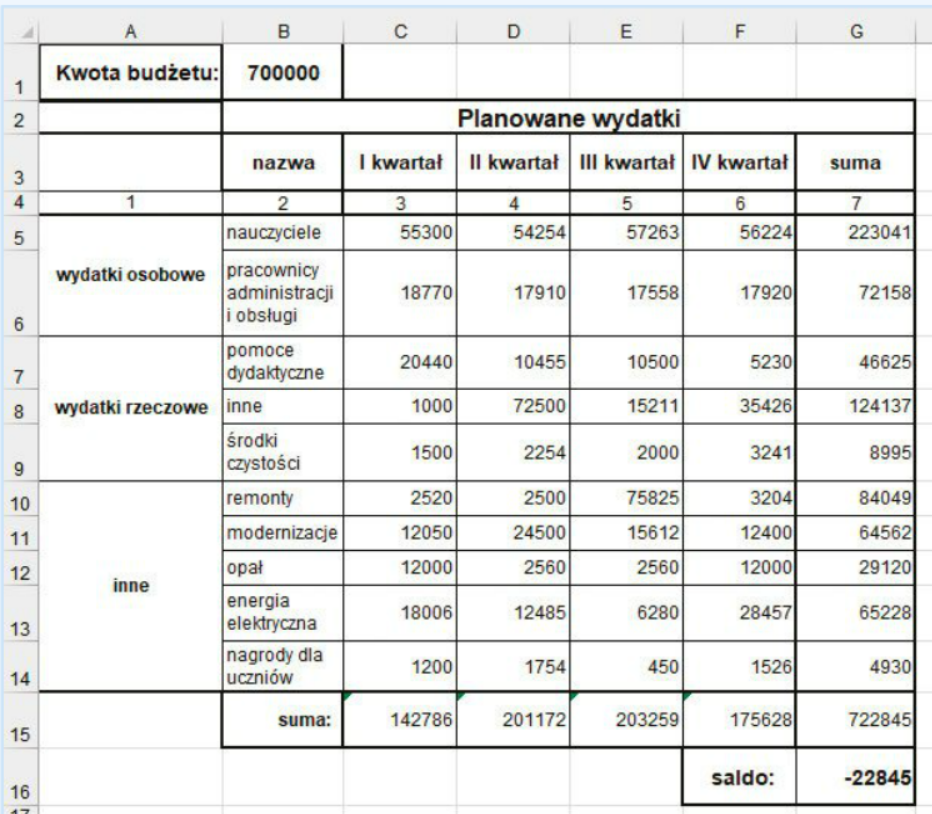 A B C D E F G
1 Kwota budżetu: 700000
2 Planowane wydatki
3 nazwa I kwartał II kwartał III kwartał IV kwartał suma
4 1 2 3 4 5 6 7
5 nauczyciele 55300 54254 57263 56224 223041
wydatki osobowe
pracownicy
administracji
i obsługi
6 18770 17910 17558 17920 72158
pomoce
dydaktyczne
7 20440 10455 10500 5230 46625
8 wydatki rzeczowe inne 1000 72500 15211 35426 124137
środki
czystości
9 1500 2254 2000 3241 8995
10 remonty 2520 2500 75825 3204 84049
11 modernizacje 12050 24500 15612 12400 64562
12 opał 12000 2560 2560 12000 29120
inne
energia
elektryczna
13 18006 12485 6280 28457 65228
nagrody dla
uczniów
14 1200 1754 450 1526 4930
15 suma: 142786 201172 203259 175628 722845
16 saldo: -22845
17